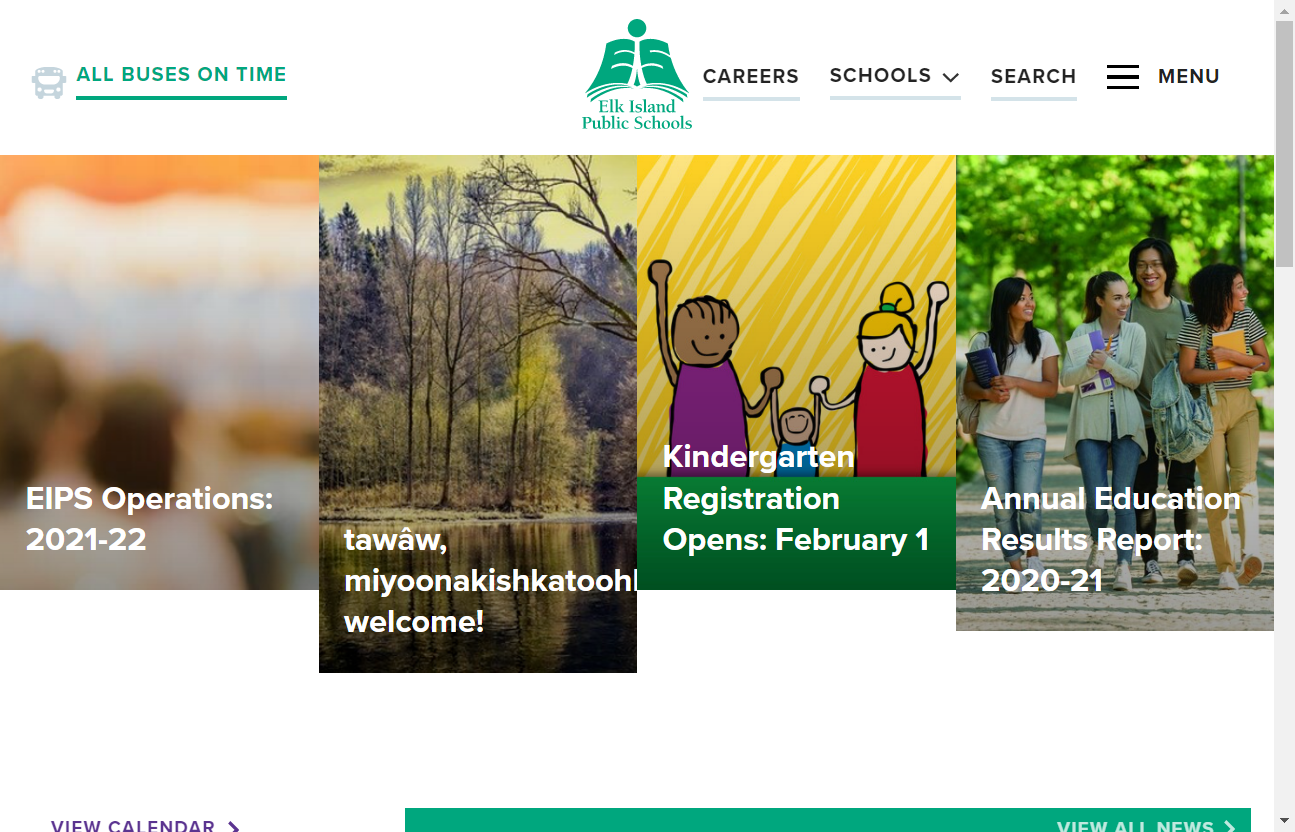 ALL BUSES ON TIME
Elk Island
Public Schools
CAREERS
SCHOOLS
SEARCH
MENU
EIPS Operations:
2021-22
tawâw,
miyoonakishkatoohk
welcome!
Kindergarten
Registration
Opens: February 1
Annual Education
Results Report:
2020-21
VIEW CALENDAR
VIEW ALL NEWS